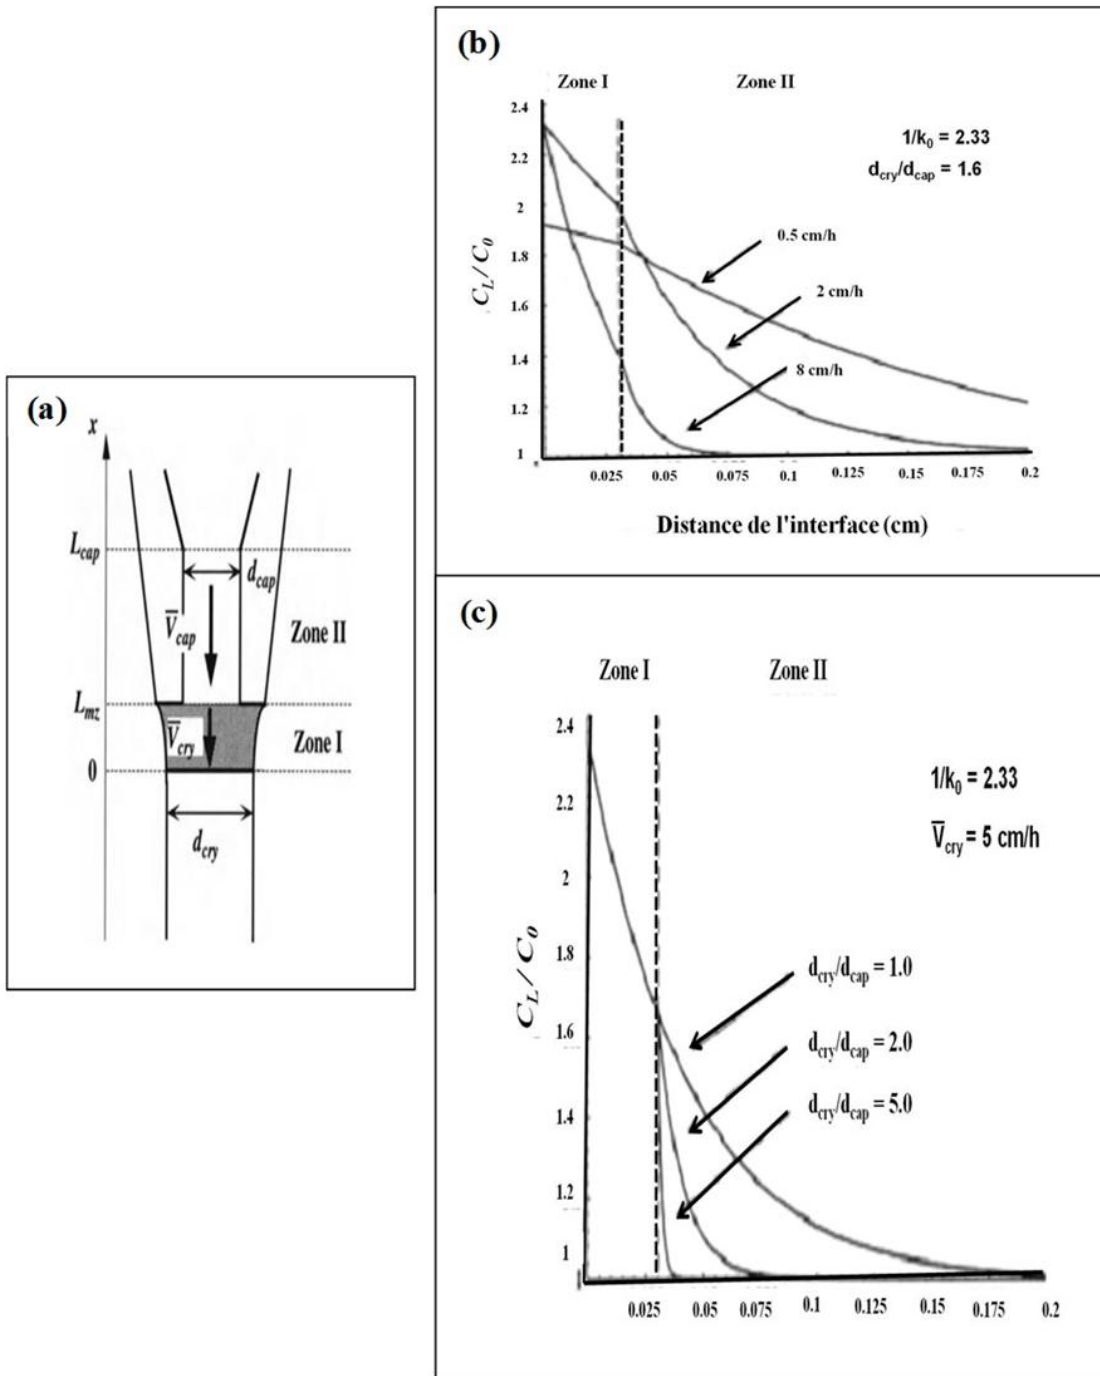 (a)
x
L_cap
d_cap
V̅_cap
Zone II
L_mz
V̅_cry
Zone I
0
d_cry
(b)
Zone I Zone II
2.4
2.2
2
1.8
1.6
1.4
1.2
1
C_L / C_0
1/k_0 = 2.33
d_cry/d_cap = 1.6
0.5 cm/h
2 cm/h
8 cm/h
0.025 0.05 0.075 0.1 0.125 0.15 0.175 0.2
Distance de l'interface (cm)
(c)
Zone I Zone II
2.4
2.2
2
1.8
1.6
1.4
1.2
1
C_L / C_0
1/k_0 = 2.33
V̅_cry = 5 cm/h
d_cry/d_cap = 1.0
d_cry/d_cap = 2.0
d_cry/d_cap = 5.0
0.025 0.05 0.075 0.1 0.125 0.15 0.175 0.2